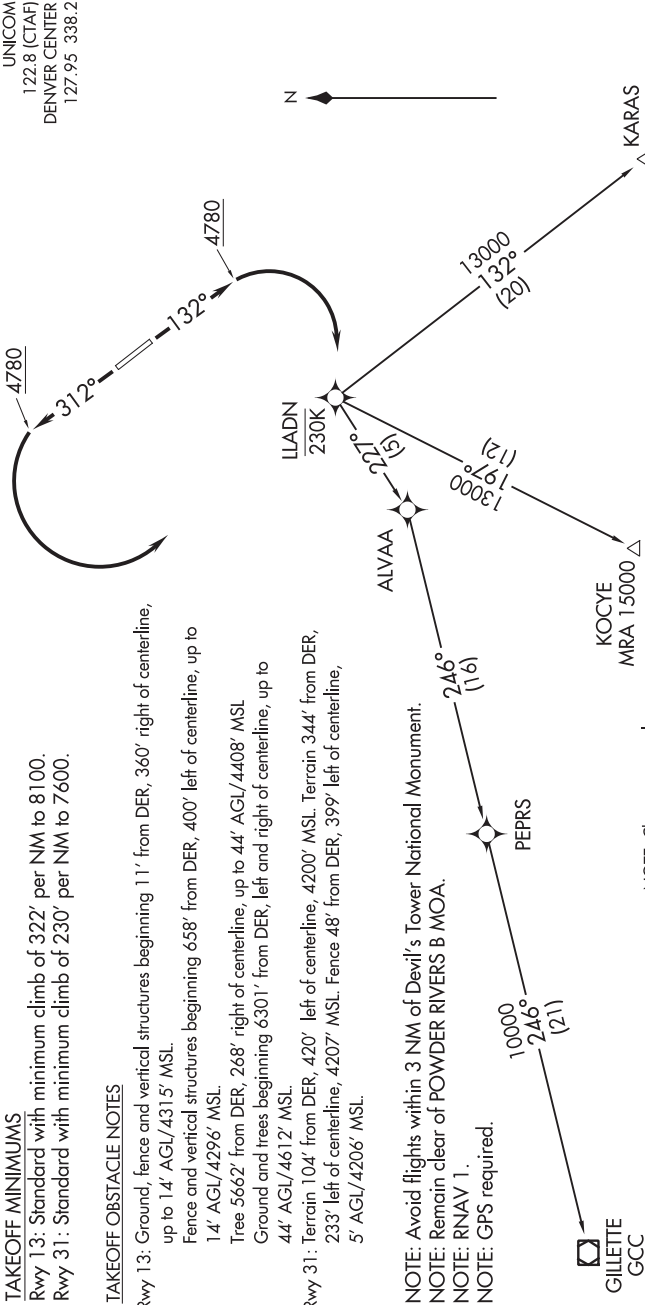 UNICOM
122.8 (CTAF)
DENVER CENTER
127.95 338.2
TAKEOFF MINIMUMS
Rwy 13: Standard with minimum climb of 322' per NM to 8100.
Rwy 31: Standard with minimum climb of 230' per NM to 7600.
TAKEOFF OBSTACLE NOTES
Rwy 13: Ground, fence and vertical structures beginning 11' from DER, 360' right of centerline,
up to 14' AGL/4315' MSL.
Fence and vertical structures beginning 658' from DER, 400' left of centerline, up to
14' AGL/4296' MSL.
Tree 5662' from DER, 268' right of centerline, up to 44' AGL/4408' MSL
Ground and trees beginning 6301' from DER, left and right of centerline, up to
44' AGL/4612' MSL.
Rwy 31: Terrain 104' from DER, 420' left of centerline, 4200' MSL. Terrain 344' from DER,
233' left of centerline, 4207' MSL. Fence 48' from DER, 399' left of centerline,
5' AGL/4206' MSL.
NOTE: Avoid flights within 3 NM of Devil's Tower National Monument.
NOTE: Remain clear of POWDER RIVERS B MOA.
NOTE: RNAV 1.
NOTE: GPS required.
4780
312°
132°
4780
N
LLADN
230K
227°
(5)
ALVAA
13000
132°
(20)
KARAS
13000
197°
(12)
KOCYE
MRA 15000
246°
(16)
PEPRS
10000
246°
(21)
GILLETTE
GCC